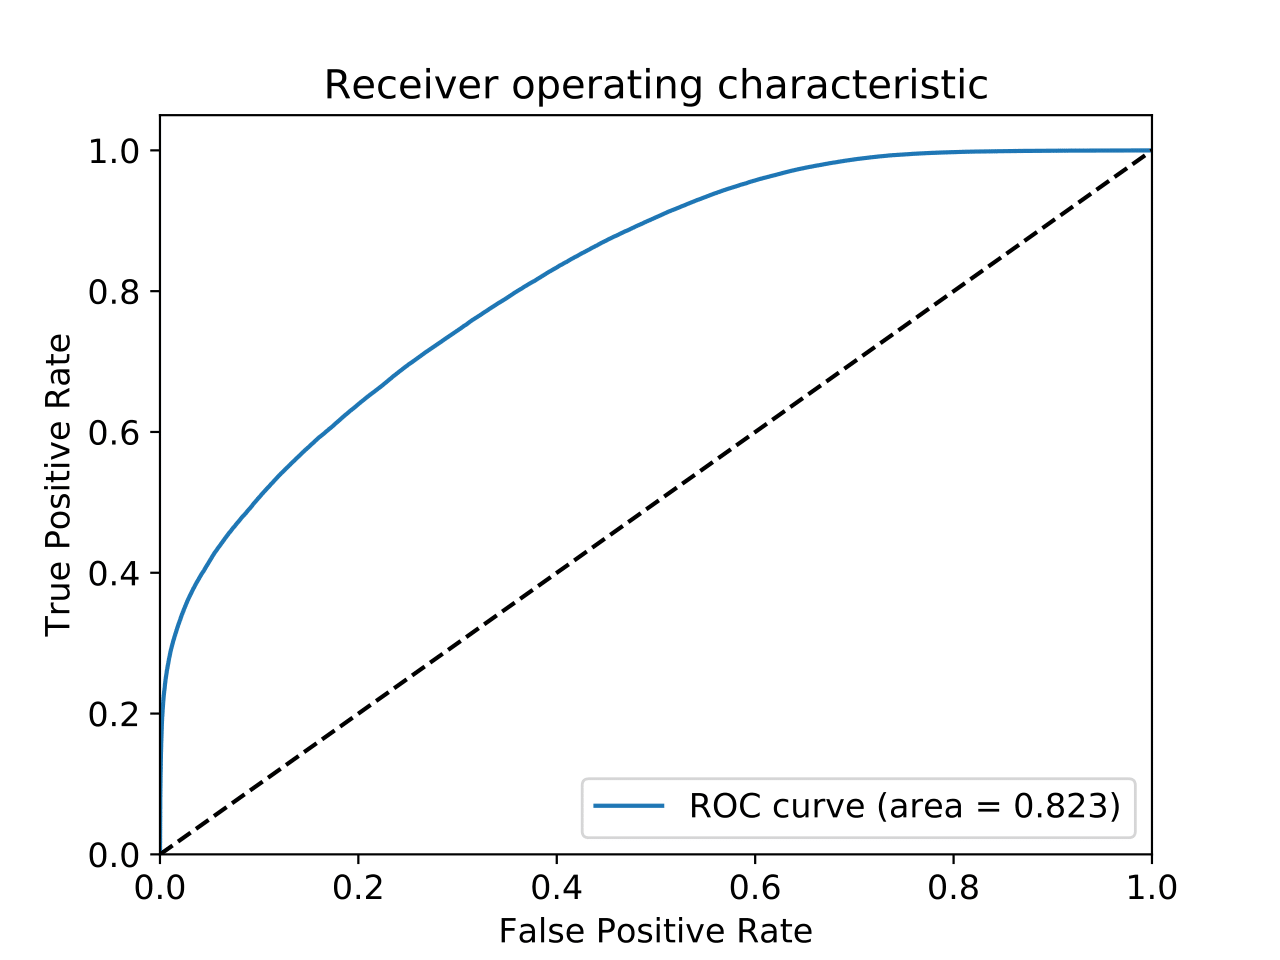 Receiver operating characteristic
1.0
0.8
0.6
0.4
0.2
0.0
True Positive Rate
ROC curve (area = 0.823)
0.0 0.2 0.4 0.6 0.8 1.0
False Positive Rate